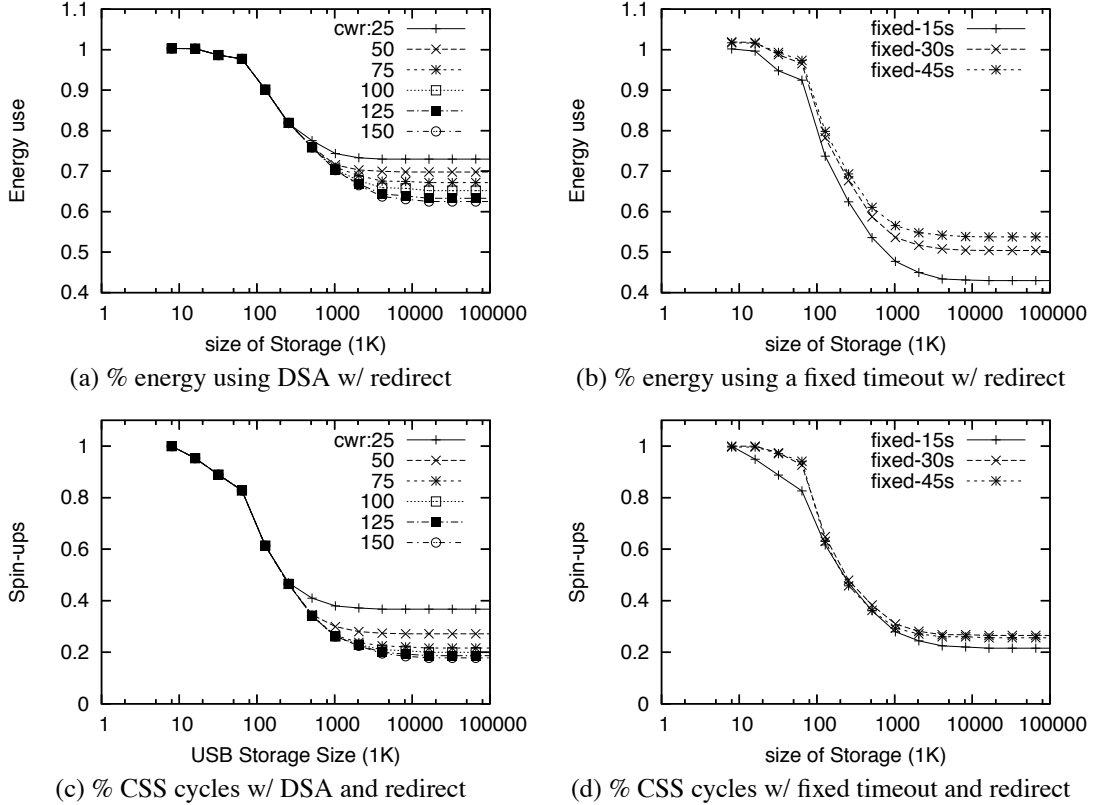 1.1
1
0.9
0.8
0.7
0.6
0.5
0.4
Energy use
cwr:25
50
75
100
125
150
1 10 100 1000 10000 100000
size of Storage (1K)
(a) % energy using DSA w/ redirect
1.1
1
0.9
0.8
0.7
0.6
0.5
0.4
Energy use
fixed-15s
fixed-30s
fixed-45s
1 10 100 1000 10000 100000
size of Storage (1K)
(b) % energy using a fixed timeout w/ redirect
1
0.8
0.6
0.4
0.2
0
Spin-ups
cwr:25
50
75
100
125
150
1 10 100 1000 10000 100000
USB Storage Size (1K)
(c) % CSS cycles w/ DSA and redirect
1
0.8
0.6
0.4
0.2
0
Spin-ups
fixed-15s
fixed-30s
fixed-45s
1 10 100 1000 10000 100000
size of Storage (1K)
(d) % CSS cycles w/ fixed timeout and redirect